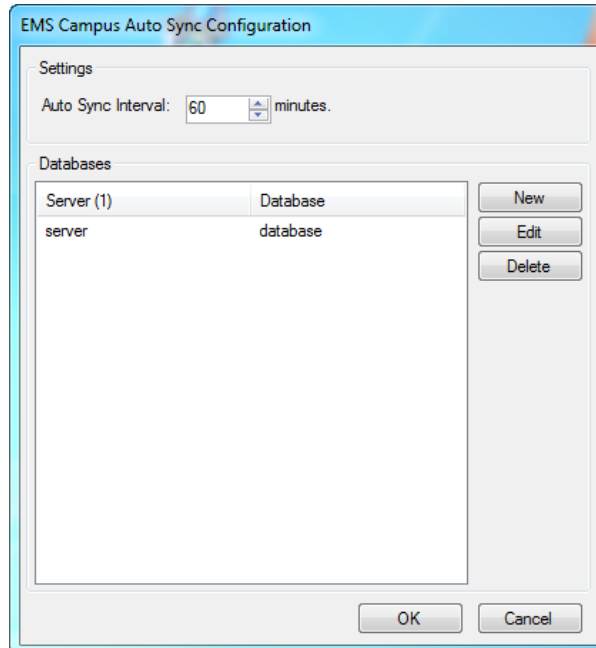 EMS Campus Auto Sync Configuration
Settings
Auto Sync Interval: 60 minutes.
Databases
Server (1) Database New
server database Edit
Delete
OK Cancel